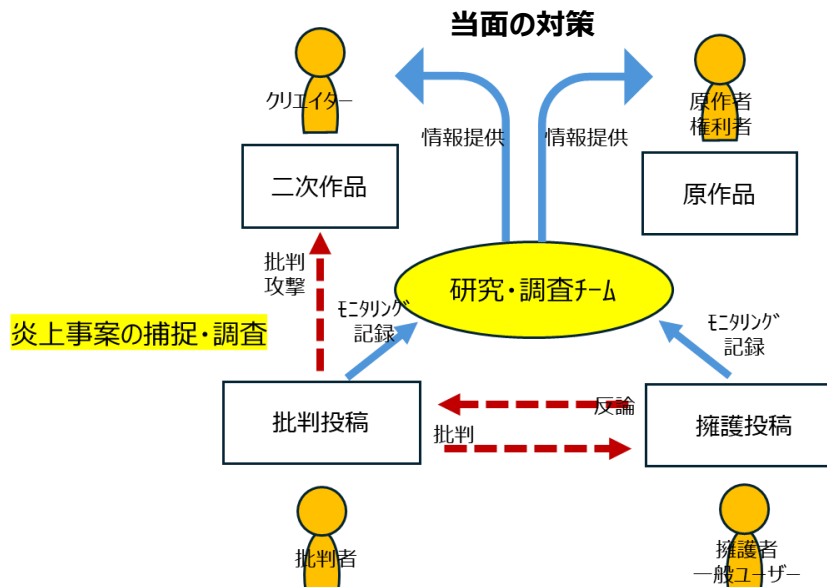 当面の対策
クリエイター
原作者
権利者
情報提供
情報提供
二次作品
原作品
批判
攻撃
研究・調査ﾁｰﾑ
ﾓﾆﾀﾘﾝｸﾞ
記録
ﾓﾆﾀﾘﾝｸﾞ
記録
炎上事案の捕捉・調査
批判投稿
反論
批判
擁護投稿
批判者
擁護者
一般ユーザー